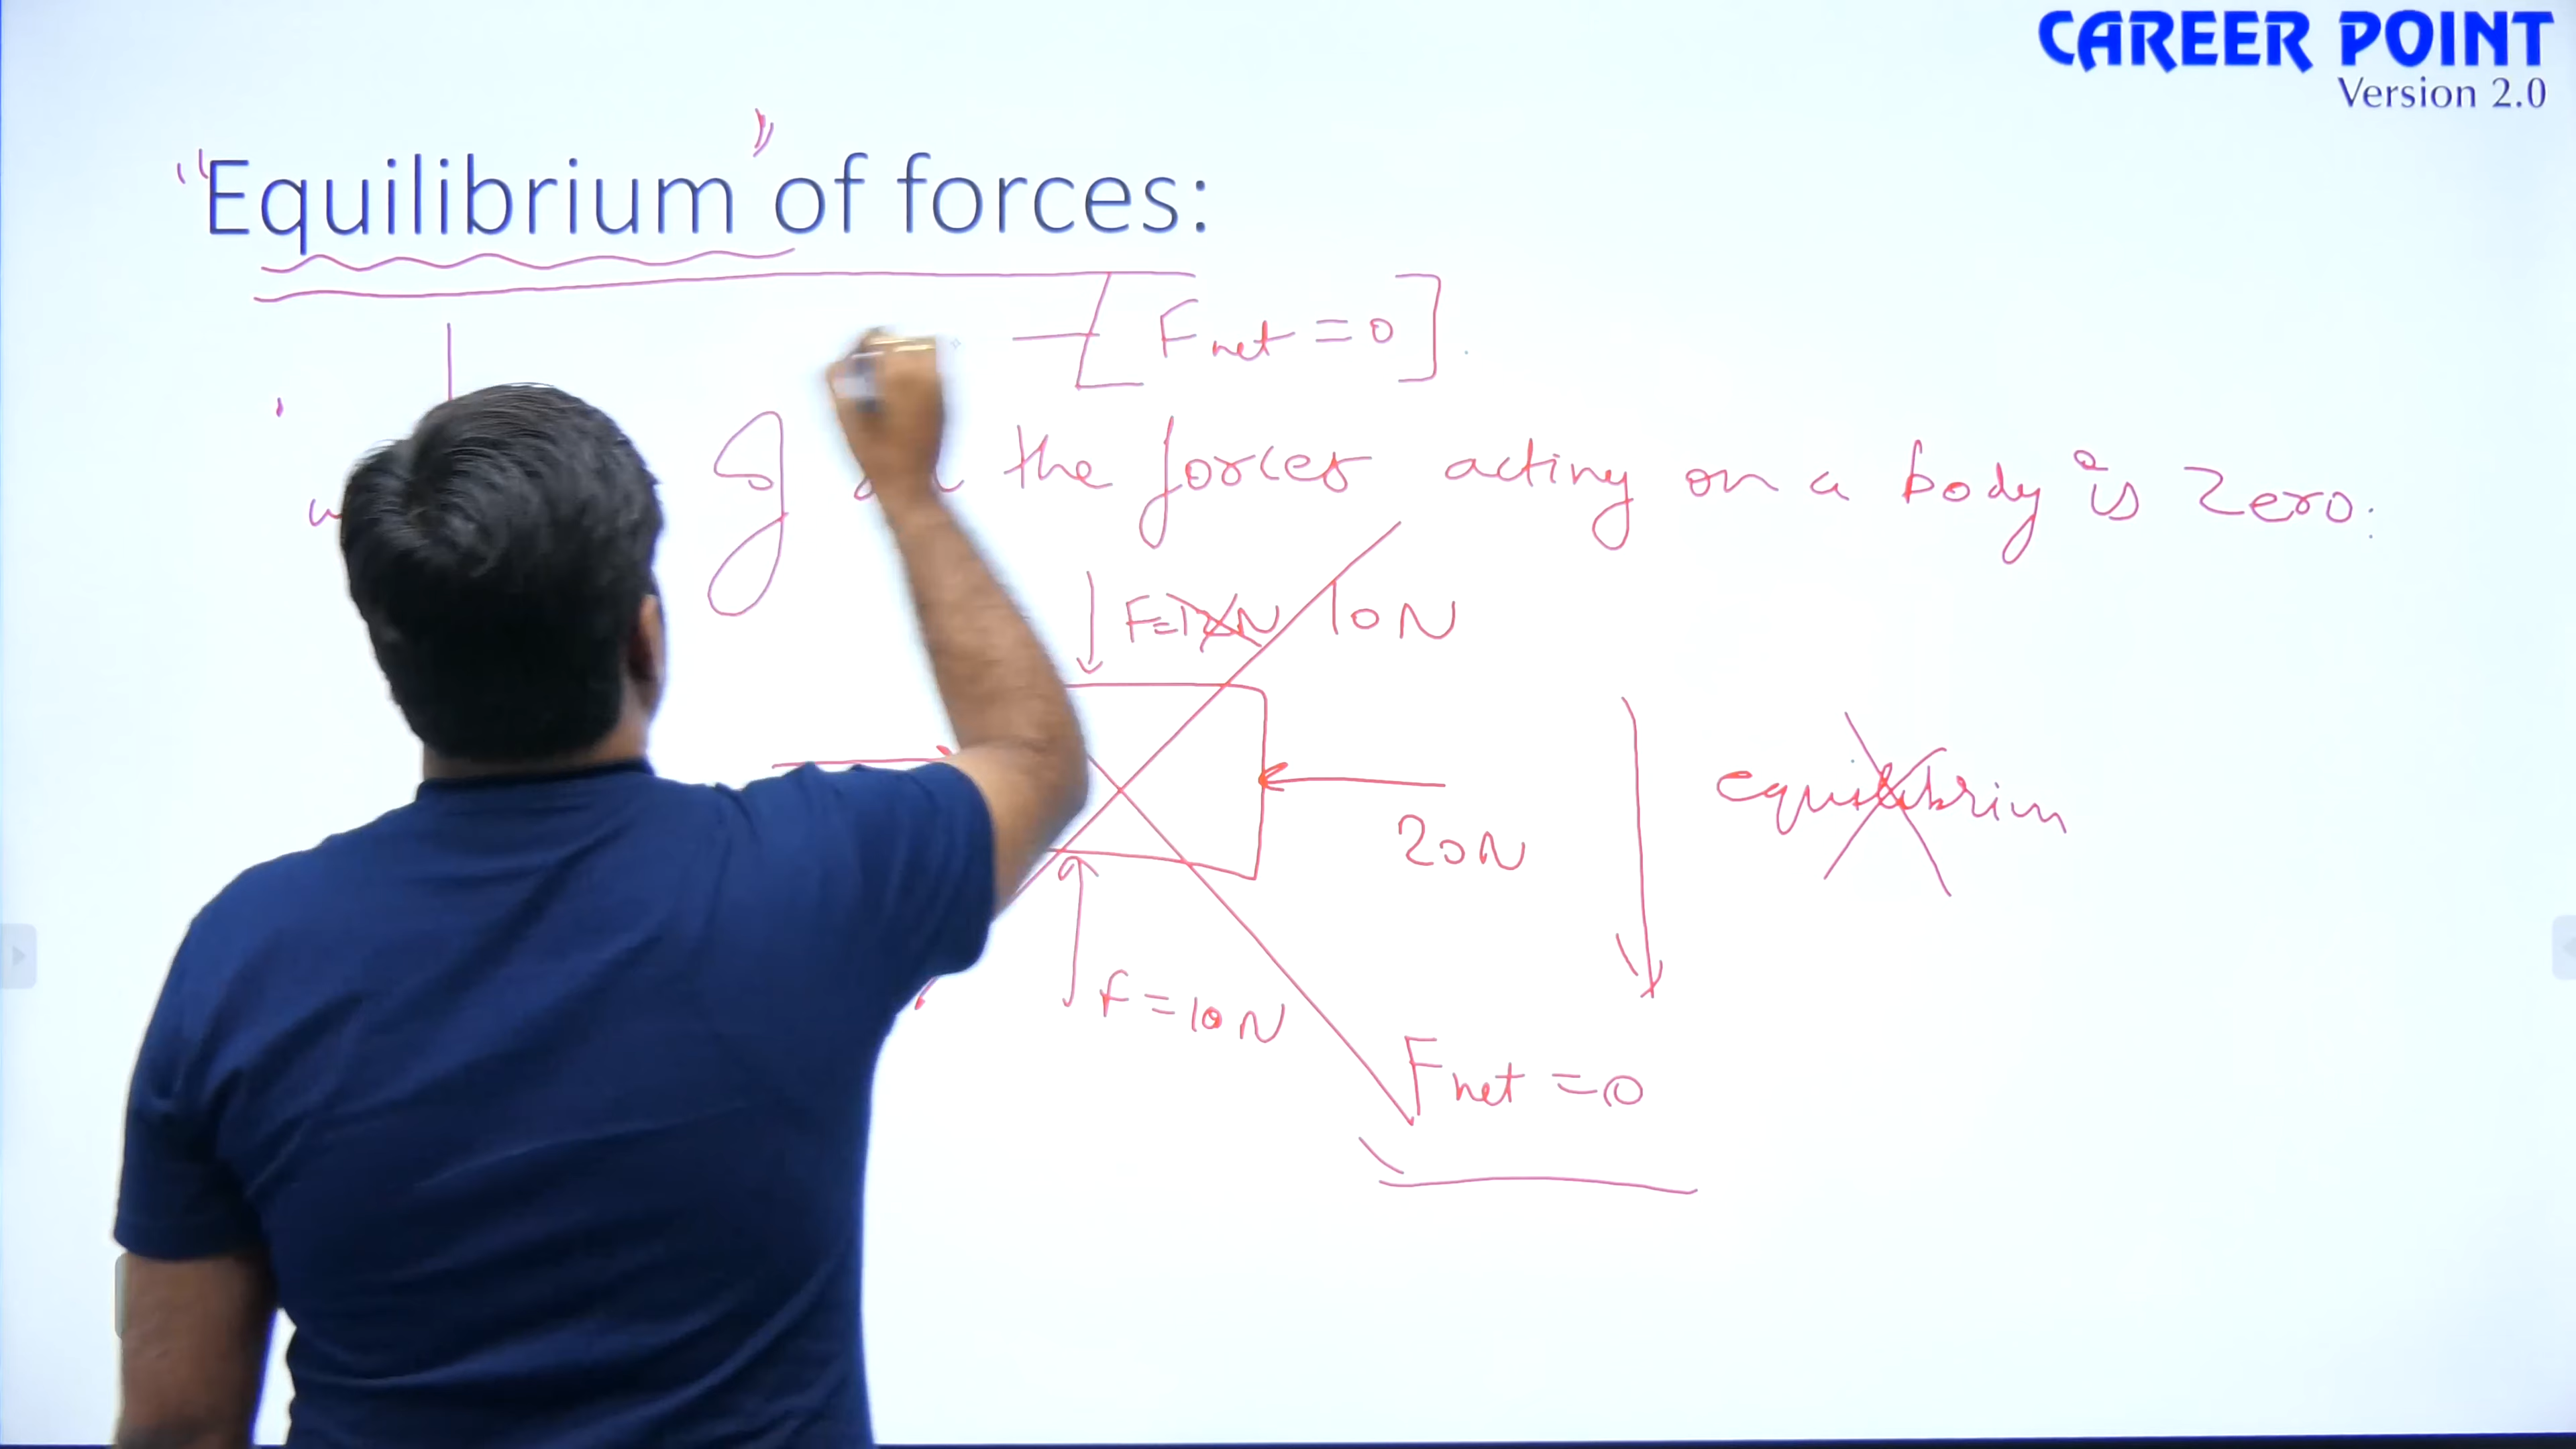 CAREER POINT
Version 2.0
"Equilibrium" of forces:
[Fnet = 0]
the forces acting on a body is zero.
F= 10N
20N
equilibrium
F = 10N
Fnet = 0